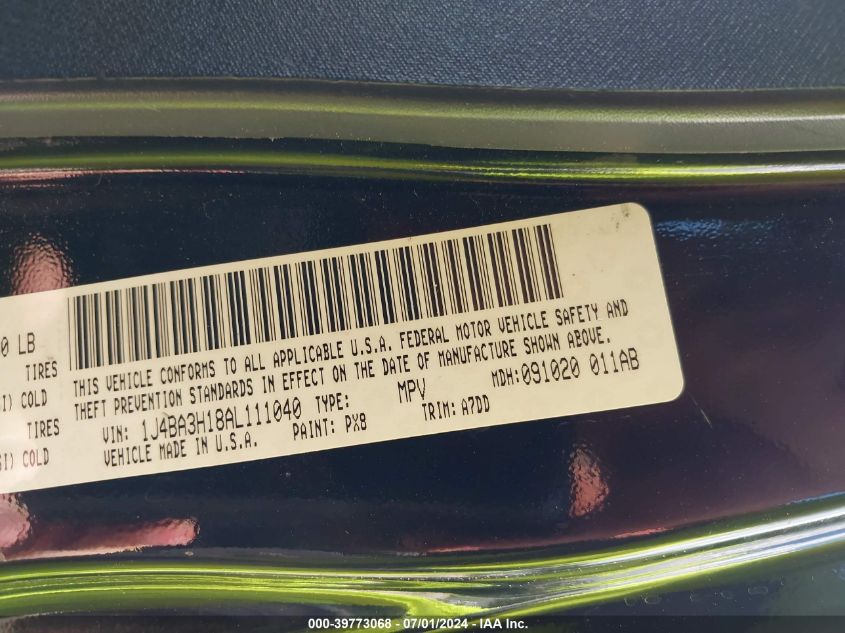 0 LB
TIRES
SI) COLD
TIRES
SI) COLD
THIS VEHICLE CONFORMS TO ALL APPLICABLE U.S.A. FEDERAL MOTOR VEHICLE SAFETY AND
THEFT PREVENTION STANDARDS IN EFFECT ON THE DATE OF MANUFACTURE SHOWN ABOVE.
VIN: 1J4BA3H18AL111040 TYPE: MPV MDH: 091020 011AB
VEHICLE MADE IN U.S.A. PAINT: PX8 TRIM: A7DD
000-39773068 - 07/01/2024 - IAA Inc.